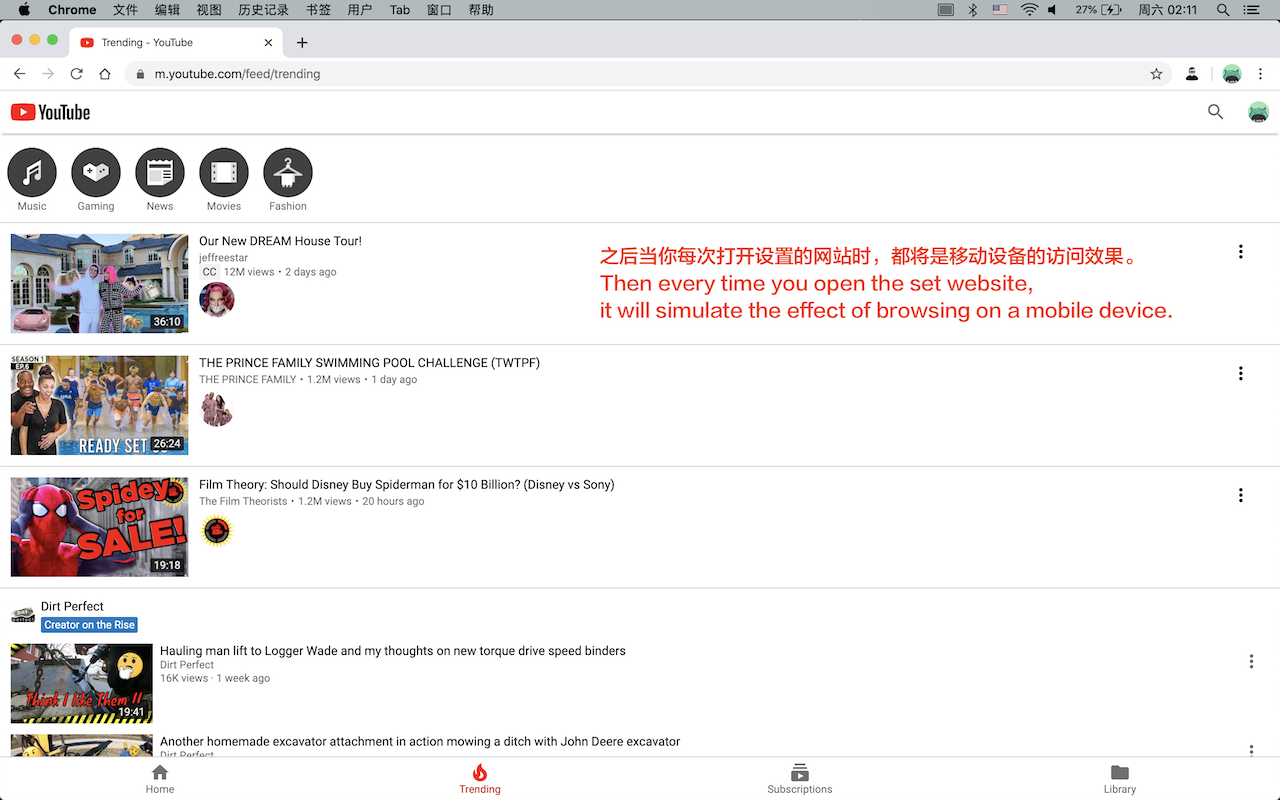 Chrome 文件 编辑 视图 历史记录 书签 用户 Tab 窗口 帮助 27% 周六 02:11
Trending - YouTube
m.youtube.com/feed/trending
YouTube
Music Gaming News Movies Fashion
36:10
Our New DREAM House Tour!
jeffreestar
CC 12M views • 2 days ago
之后当你每次打开设置的网站时，都将是移动设备的访问效果。
Then every time you open the set website,
it will simulate the effect of browsing on a mobile device.
SEASON 1
EP.6
READY SET
26:24
THE PRINCE FAMILY SWIMMING POOL CHALLENGE (TWTPF)
THE PRINCE FAMILY • 1.2M views • 1 day ago
Spidey
for
SALE!
19:18
Film Theory: Should Disney Buy Spiderman for $10 Billion? (Disney vs Sony)
The Film Theorists • 1.2M views • 20 hours ago
Dirt Perfect
Creator on the Rise
Think I like Them !!
19:41
Hauling man lift to Logger Wade and my thoughts on new torque drive speed binders
Dirt Perfect
16K views · 1 week ago
Another homemade excavator attachment in action mowing a ditch with John Deere excavator
Dirt Perfect
Home Trending Subscriptions Library